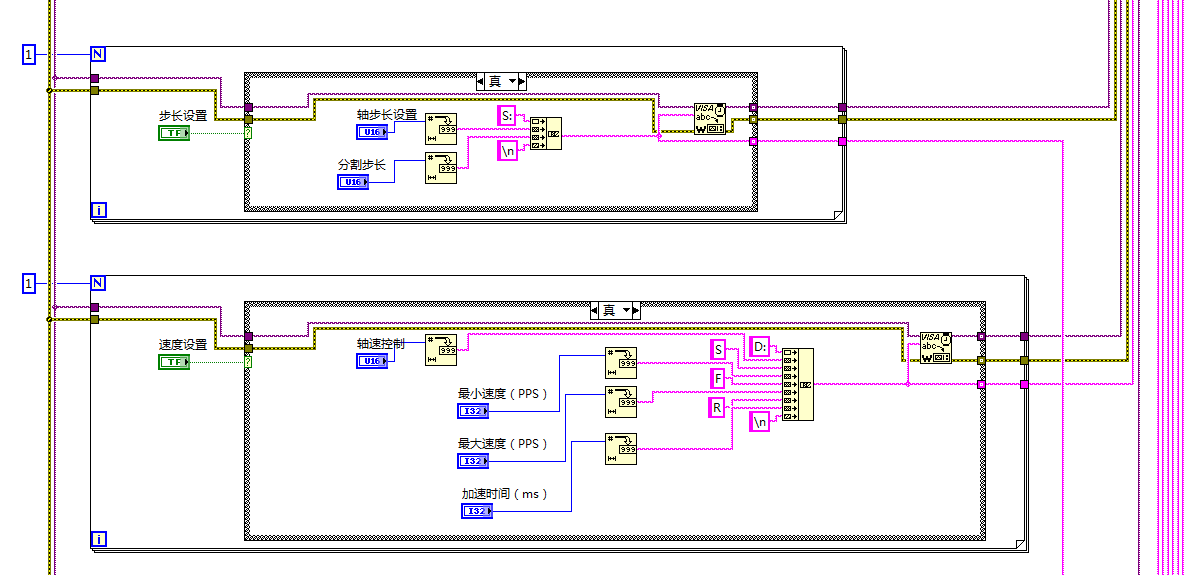 1
N
真
步长设置
TF
?
轴步长设置
U16
#
999
S:
\n
VISA
abc
W
分割步长
U16
#
999
i
1
N
真
速度设置
TF
?
轴速控制
U16
#
999
S
D:
VISA
abc
W
#
999
F
最小速度（PPS）
I32
#
999
R
\n
最大速度（PPS）
I32
#
999
加速时间（ms）
I32
i